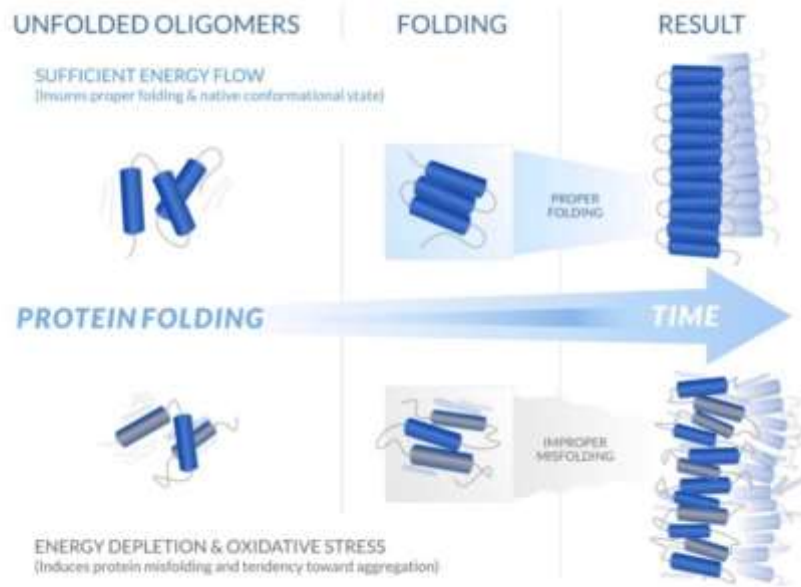 UNFOLDED OLIGOMERS
FOLDING
RESULT
SUFFICIENT ENERGY FLOW
(Insures proper folding & native conformational state)
PROPER
FOLDING
PROTEIN FOLDING
TIME
IMPROPER
MISFOLDING
ENERGY DEPLETION & OXIDATIVE STRESS
(Induces protein misfolding and tendency toward aggregation)